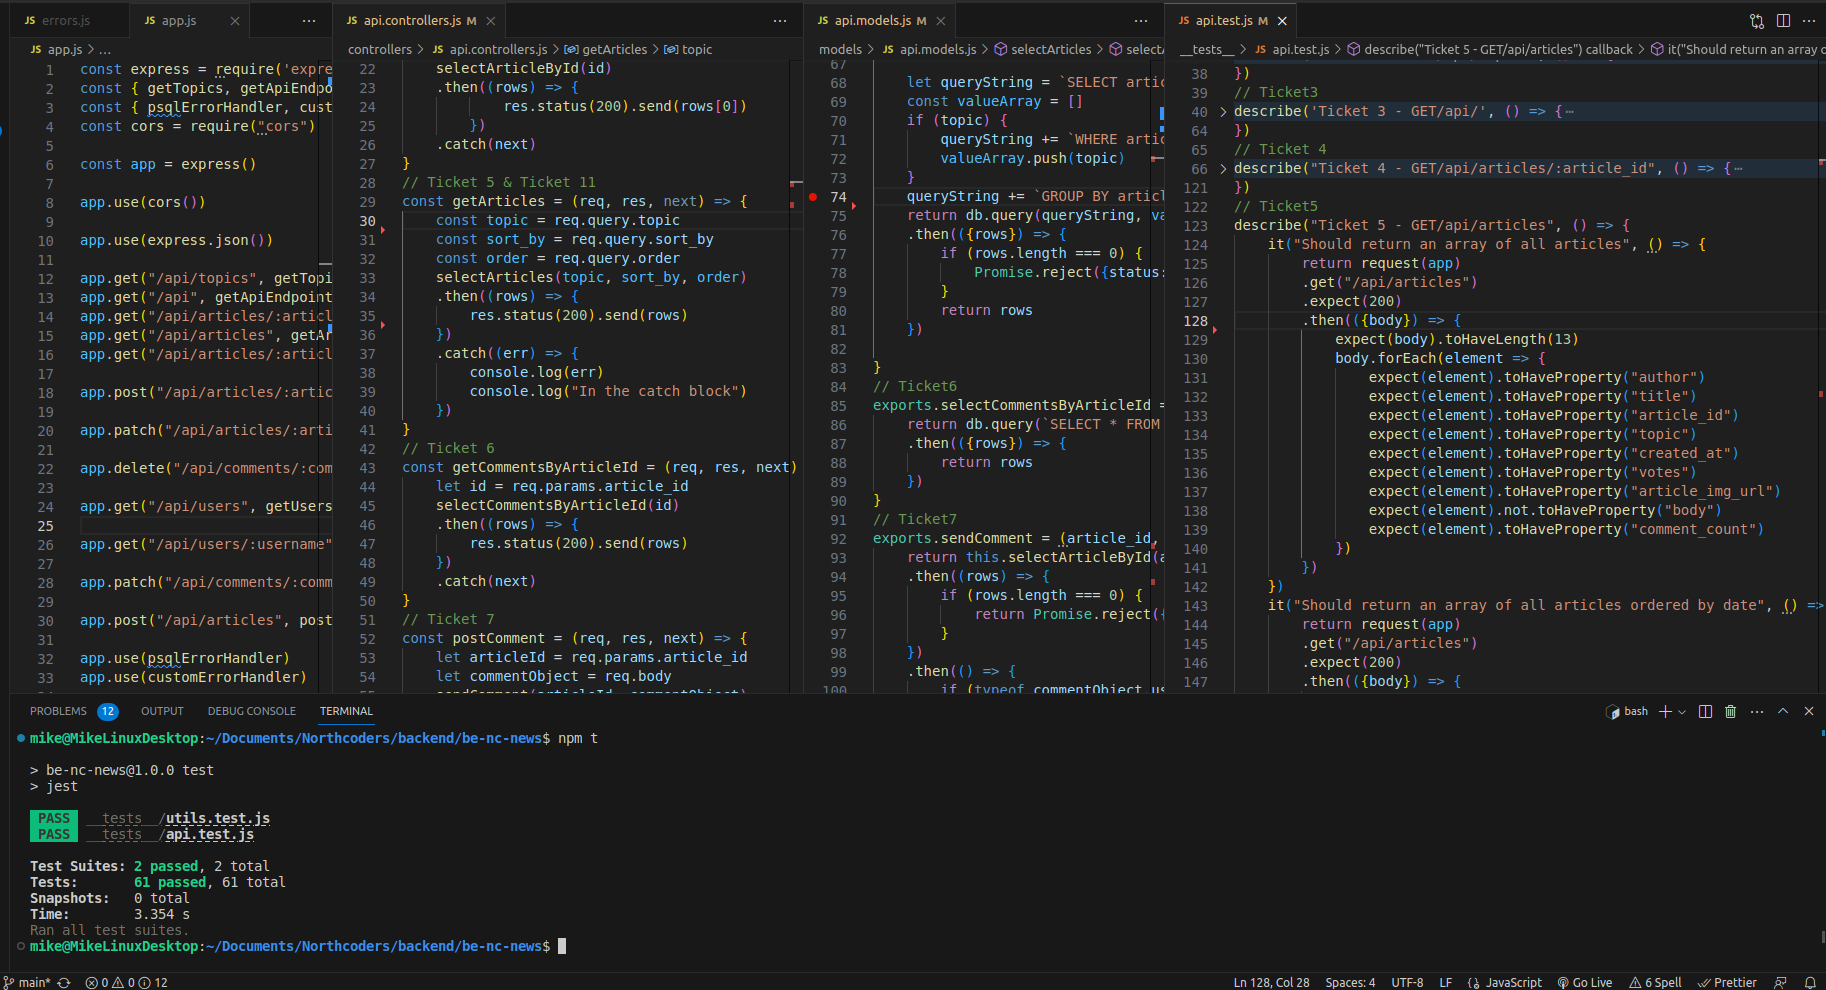 errors.js
app.js
app.js > ...
1 const express = require('expre
2 const { getTopics, getApiEndpo
3 const { psqlErrorHandler, cust
4 const cors = require("cors")
5
6 const app = express()
7
8 app.use(cors())
9
10 app.use(express.json())
11
12 app.get("/api/topics", getTopi
13 app.get("/api", getApiEndpoint
14 app.get("/api/articles/:articl
15 app.get("/api/articles", getAr
16 app.get("/api/articles/:articl
17
18 app.post("/api/articles/:artic
19
20 app.patch("/api/articles/:arti
21
22 app.delete("/api/comments/:com
23
24 app.get("/api/users", getUsers
25
26 app.get("/api/users/:username"
27
28 app.patch("/api/comments/:comm
29
30 app.post("/api/articles", post
31
32 app.use(psqlErrorHandler)
33 app.use(customErrorHandler)
api.controllers.js M
controllers > api.controllers.js > getArticles > topic
22 selectArticleById(id)
23 .then((rows) => {
24 res.status(200).send(rows[0])
25 })
26 .catch(next)
27 }
28 // Ticket 5 & Ticket 11
29 const getArticles = (req, res, next) => {
30 const topic = req.query.topic
31 const sort_by = req.query.sort_by
32 const order = req.query.order
33 selectArticles(topic, sort_by, order)
34 .then((rows) => {
35 res.status(200).send(rows)
36 })
37 .catch((err) => {
38 console.log(err)
39 console.log("In the catch block")
40 })
41 }
42 // Ticket 6
43 const getCommentsByArticleId = (req, res, next)
44 let id = req.params.article_id
45 selectCommentsByArticleId(id)
46 .then((rows) => {
47 res.status(200).send(rows)
48 })
49 .catch(next)
50 }
51 // Ticket 7
52 const postComment = (req, res, next) => {
53 let articleId = req.params.article_id
54 let commentObject = req.body
55 sendComment(articleId, commentObject)
api.models.js M
models > api.models.js > selectArticles > select
67
68 let queryString = `SELECT artic
69 const valueArray = []
70 if (topic) {
71 queryString += `WHERE artic
72 valueArray.push(topic)
73 }
74 queryString += `GROUP BY articl
75 return db.query(queryString, va
76 .then(({rows}) => {
77 if (rows.length === 0) {
78 Promise.reject({status:
79 }
80 return rows
81 })
82
83 }
84 // Ticket6
85 exports.selectCommentsByArticleId =
86 return db.query(`SELECT * FROM
87 .then(({rows}) => {
88 return rows
89 })
90 }
91 // Ticket7
92 exports.sendComment = (article_id,
93 return this.selectArticleById(a
94 .then((rows) => {
95 if (rows.length === 0) {
96 return Promise.reject({
97 }
98 })
99 .then(() => {
100 if (typeof commentObject.us
api.test.js M
__tests__ > api.test.js > describe("Ticket 5 - GET/api/articles") callback > it("Should return an array o
38 })
39 // Ticket3
40 describe('Ticket 3 - GET/api/', () => {…
64 })
65 // Ticket 4
66 describe("Ticket 4 - GET/api/articles/:article_id", () => {…
121 })
122 // Ticket5
123 describe("Ticket 5 - GET/api/articles", () => {
124 it("Should return an array of all articles", () => {
125 return request(app)
126 .get("/api/articles")
127 .expect(200)
128 .then(({body}) => {
129 expect(body).toHaveLength(13)
130 body.forEach(element => {
131 expect(element).toHaveProperty("author")
132 expect(element).toHaveProperty("title")
133 expect(element).toHaveProperty("article_id")
134 expect(element).toHaveProperty("topic")
135 expect(element).toHaveProperty("created_at")
136 expect(element).toHaveProperty("votes")
137 expect(element).toHaveProperty("article_img_url")
138 expect(element).not.toHaveProperty("body")
139 expect(element).toHaveProperty("comment_count")
140 })
141 })
142 })
143 it("Should return an array of all articles ordered by date", () =>
144 return request(app)
145 .get("/api/articles")
146 .expect(200)
147 .then(({body}) => {
PROBLEMS 12 OUTPUT DEBUG CONSOLE TERMINAL bash
mike@MikeLinuxDesktop:~/Documents/Northcoders/backend/be-nc-news$ npm t
> be-nc-news@1.0.0 test
> jest
PASS __tests__/utils.test.js
PASS __tests__/api.test.js
Test Suites: 2 passed, 2 total
Tests: 61 passed, 61 total
Snapshots: 0 total
Time: 3.354 s
Ran all test suites.
mike@MikeLinuxDesktop:~/Documents/Northcoders/backend/be-nc-news$
main* 0 0 12 Ln 128, Col 28 Spaces: 4 UTF-8 LF JavaScript Go Live 6 Spell Prettier